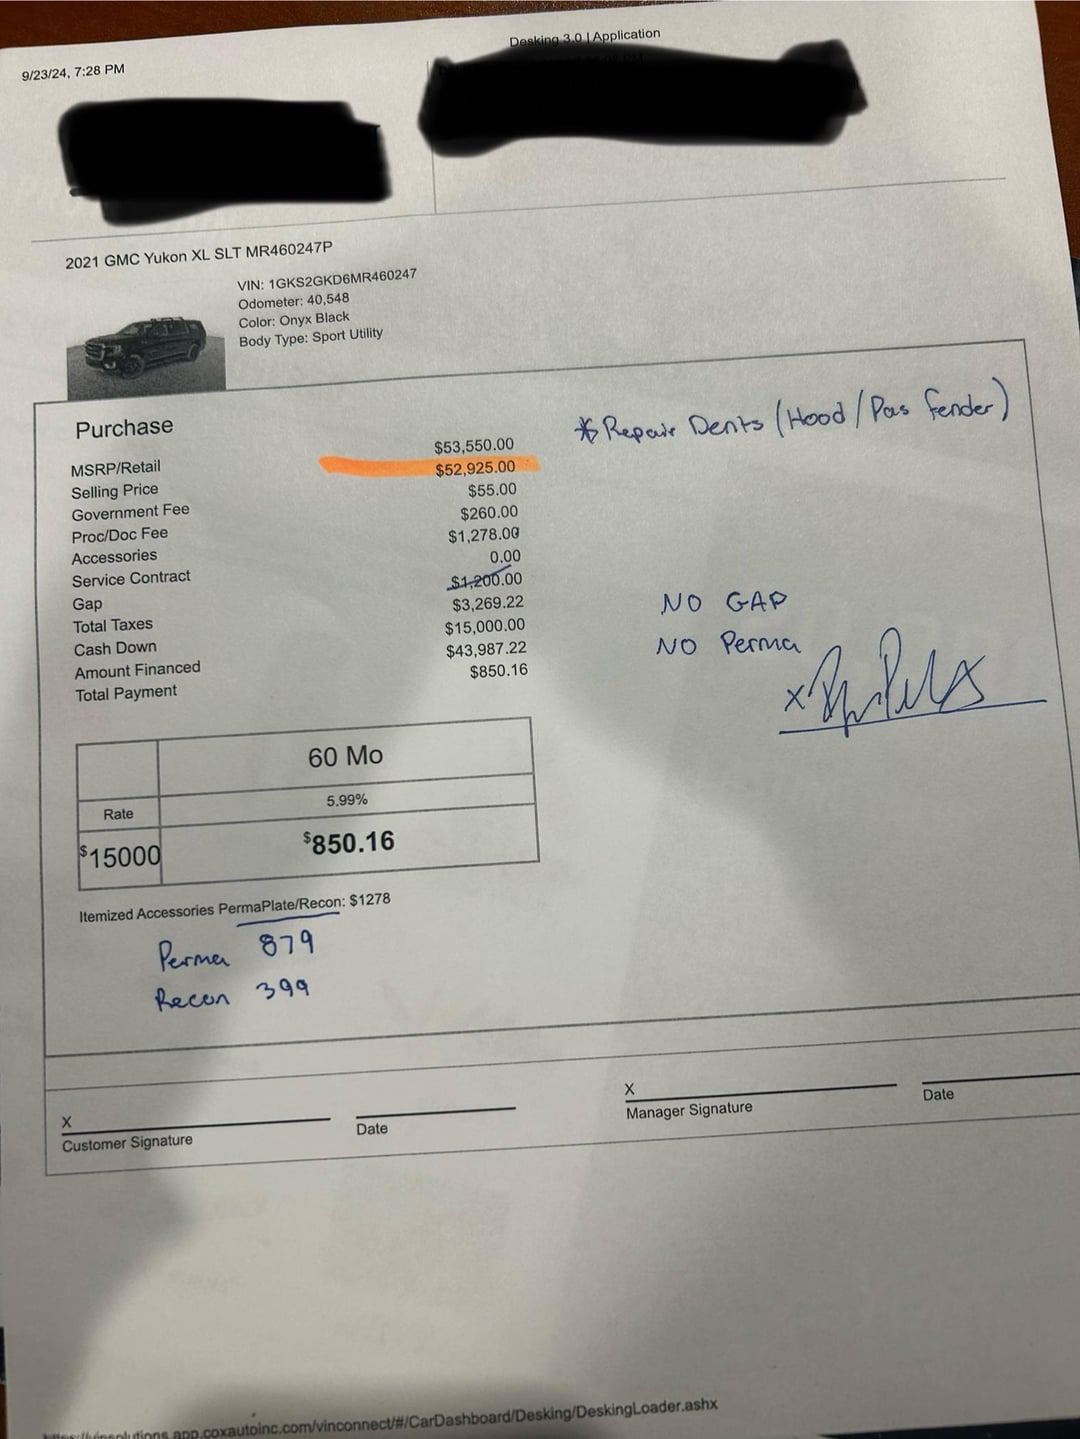 Desking 3.0 | Application
9/23/24, 7:28 PM
2021 GMC Yukon XL SLT MR460247P
VIN: 1GKS2GKD6MR460247
Odometer: 40,548
Color: Onyx Black
Body Type: Sport Utility
Purchase
*Repair Dents (Hood/Pas fender)
MSRP/Retail $53,550.00
Selling Price $52,925.00
Government Fee $55.00
Proc/Doc Fee $260.00
Accessories $1,278.00
Service Contract 0.00
Gap $1,200.00
Total Taxes $3,269.22
Cash Down $15,000.00
Amount Financed $43,987.22
Total Payment $850.16
NO GAP
NO Perma
X
60 Mo
Rate 5.99%
$15000 $850.16
Itemized Accessories PermaPlate/Recon: $1278
Perma 879
Recon 399
X
Customer Signature
Date
X
Manager Signature
Date
https://vinsolutions.app.coxautoinc.com/vinconnect/#/CarDashboard/Desking/DeskingLoader.ashx